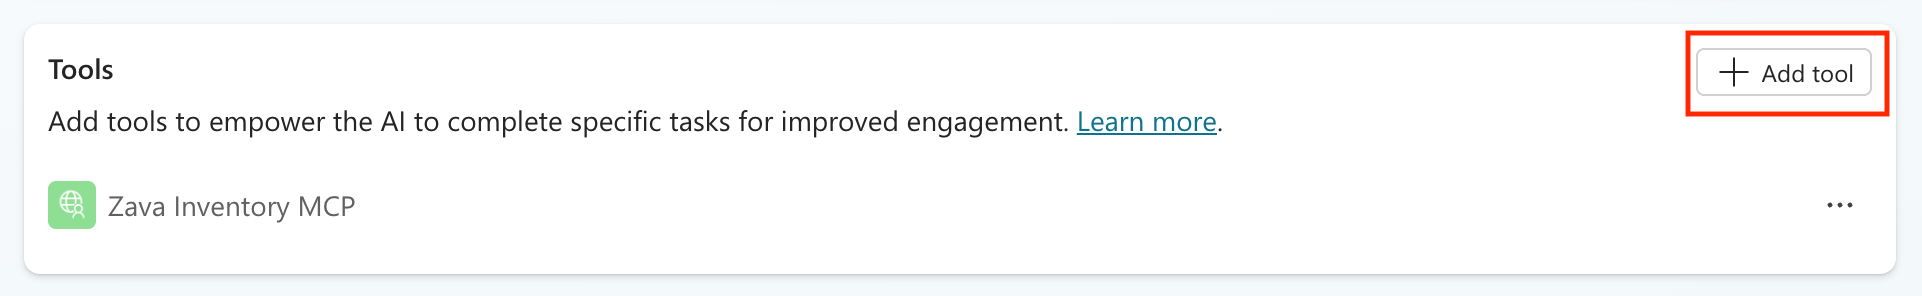 Tools
Add tool
Add tools to empower the AI to complete specific tasks for improved engagement. Learn more.
Zava Inventory MCP